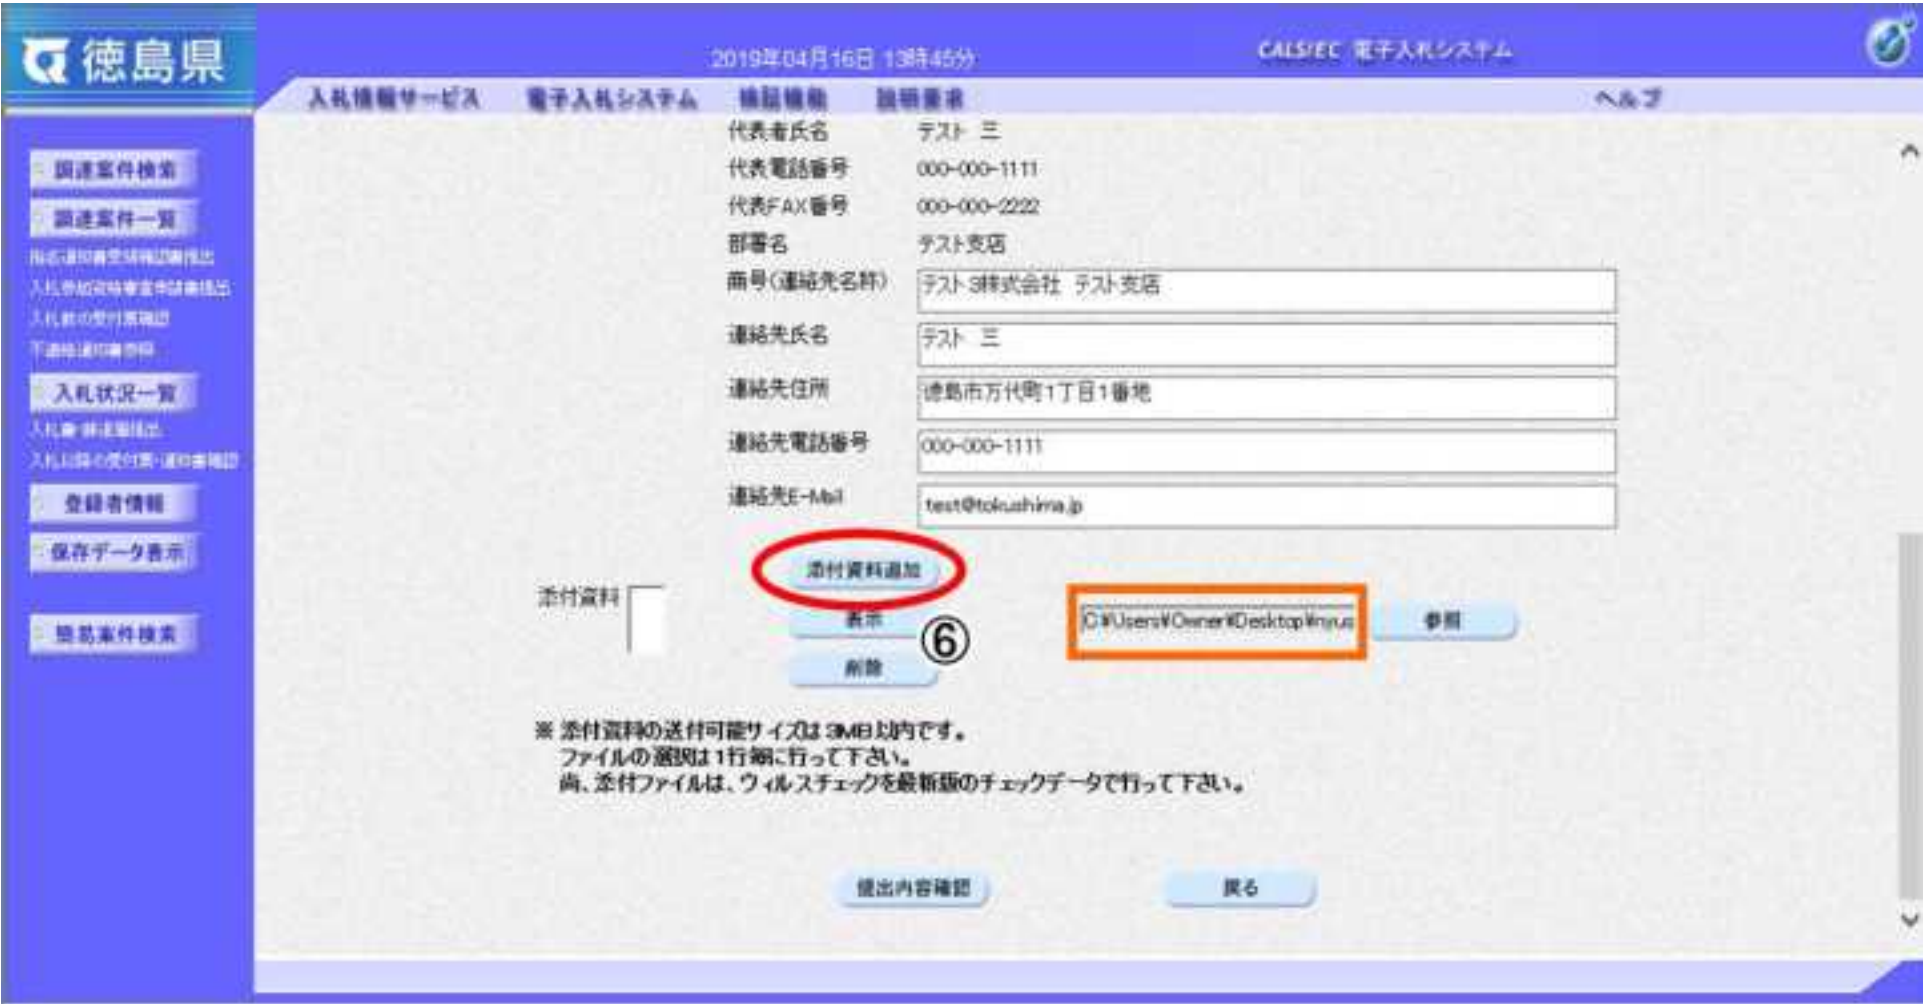 徳島県
2019年04月16日 13時45分
CALS/EC 電子入札システム
入札情報サービス 電子入札システム 検証機能 説明要求 ヘルプ
調達案件検索
調達案件一覧
入札状況一覧
登録者情報
保存データ表示
簡易案件検索
代表者氏名 テスト 三
代表電話番号 000-000-1111
代表FAX番号 000-000-2222
部署名 テスト支店
商号(連絡先名称) テスト3株式会社 テスト支店
連絡先氏名 テスト 三
連絡先住所 徳島市万代町1丁目1番地
連絡先電話番号 000-000-1111
連絡先E-Mail test@tokushima.jp
添付資料追加
添付資料
表示
⑥
C:¥Users¥Owner¥Desktop¥nyus
参照
削除
※ 添付資料の送付可能サイズは 3MB 以内です。
ファイルの選択は1行毎に行って下さい。
尚、添付ファイルは、ウィルスチェックを最新版のチェックデータで行って下さい。
提出内容確認 戻る